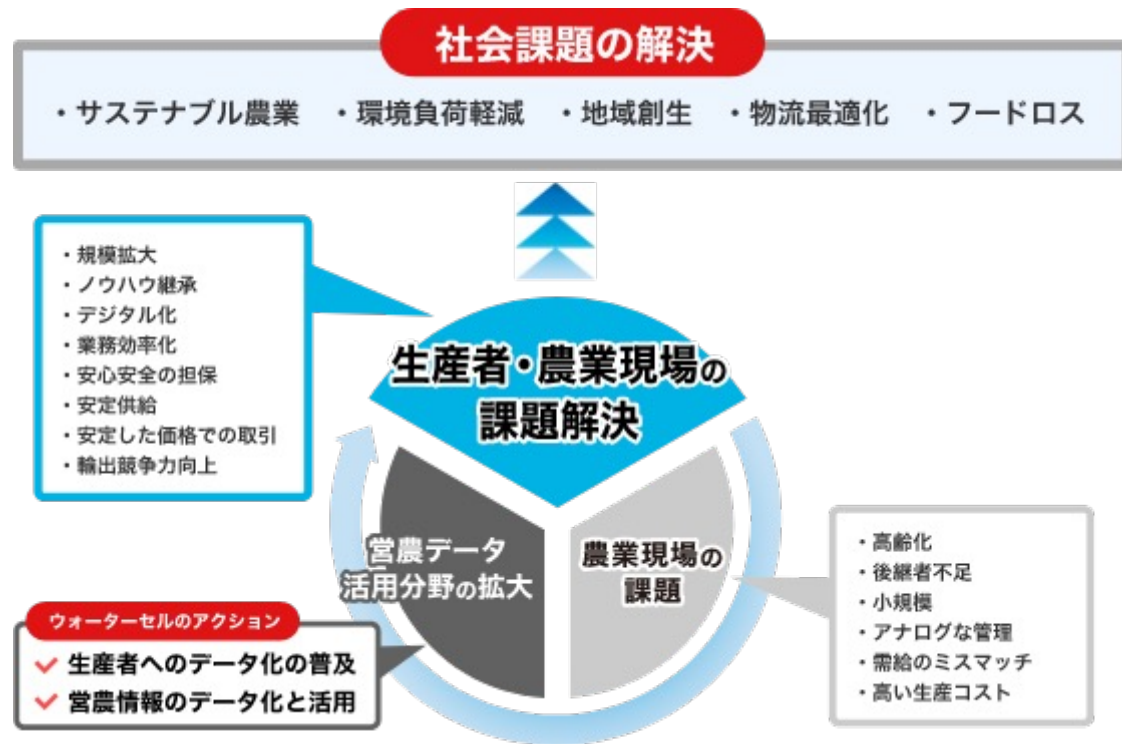 社会課題の解決
・サステナブル農業 ・環境負荷軽減 ・地域創生 ・物流最適化 ・フードロス
・規模拡大
・ノウハウ継承
・デジタル化
・業務効率化
・安心安全の担保
・安定供給
・安定した価格での取引
・輸出競争力向上
生産者・農業現場の
課題解決
営農データ
活用分野の拡大
農業現場の
課題
・高齢化
・後継者不足
・小規模
・アナログな管理
・需給のミスマッチ
・高い生産コスト
ウォーターセルのアクション
生産者へのデータ化の普及
営農情報のデータ化と活用